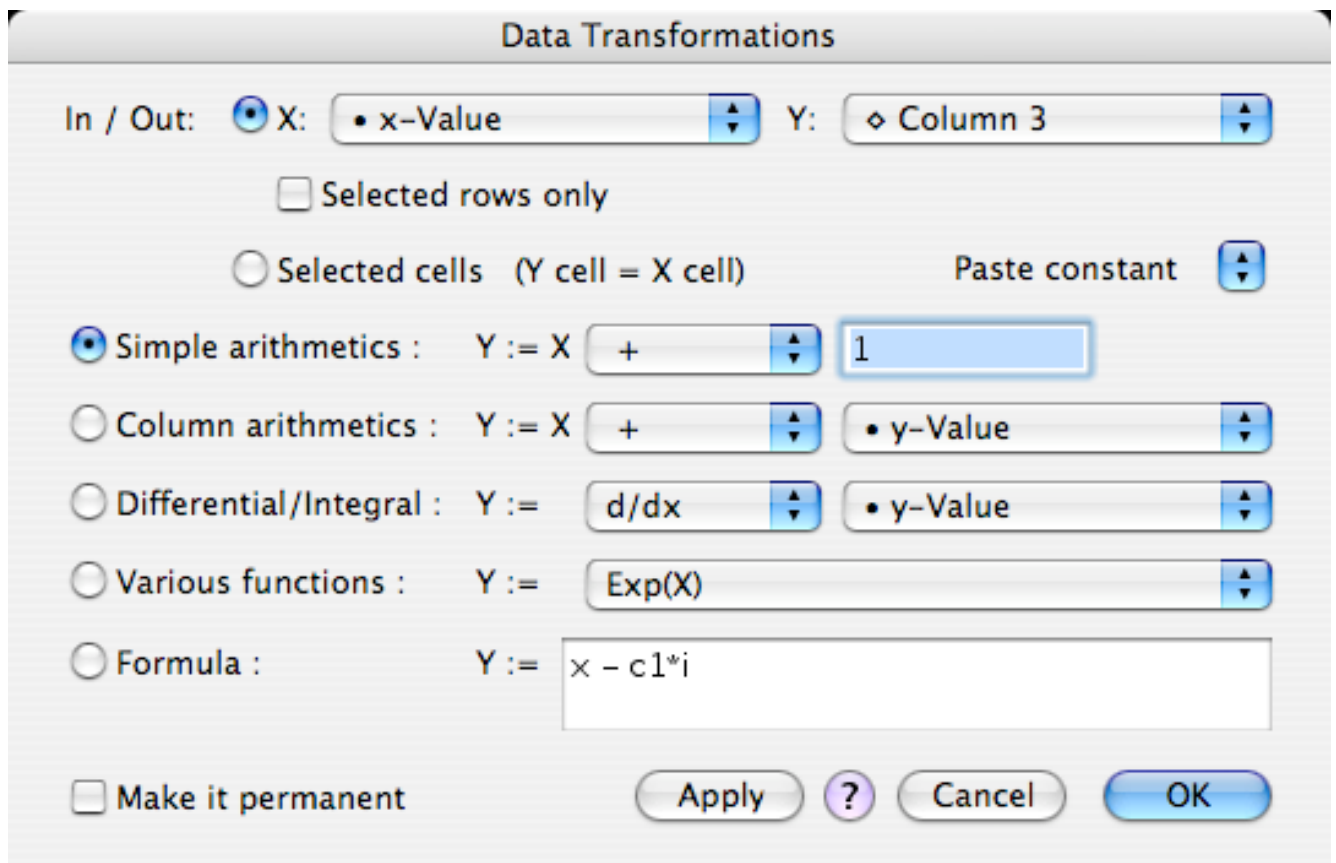 Data Transformations
In / Out: X: • x-Value Y: ⋄ Column 3
Selected rows only
Selected cells (Y cell = X cell) Paste constant
Simple arithmetics : Y := X + 1
Column arithmetics : Y := X + • y-Value
Differential/Integral : Y := d/dx • y-Value
Various functions : Y := Exp(X)
Formula : Y := x - c1*i
Make it permanent Apply ? Cancel OK